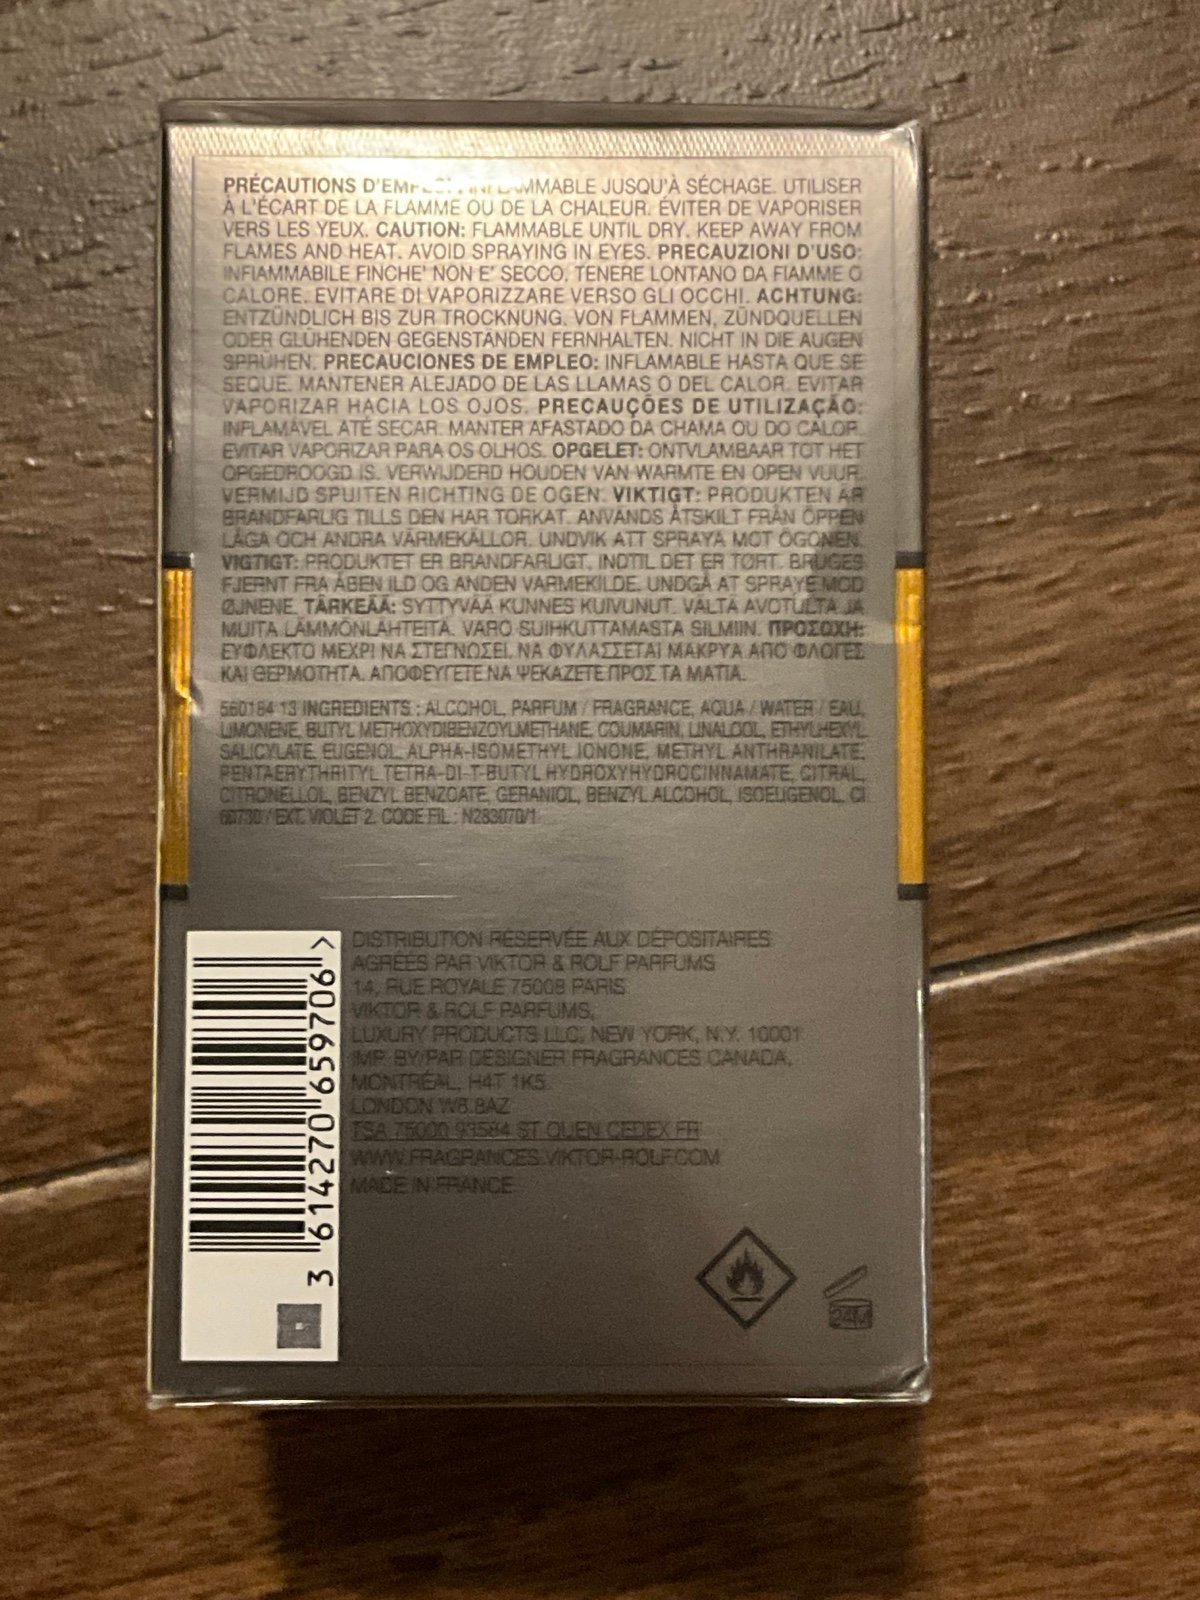 PRÉCAUTIONS D'EMPLOI : INFLAMMABLE JUSQU'À SÉCHAGE. UTILISER
À L'ÉCART DE LA FLAMME OU DE LA CHALEUR. ÉVITER DE VAPORISER
VERS LES YEUX. CAUTION: FLAMMABLE UNTIL DRY. KEEP AWAY FROM
FLAMES AND HEAT. AVOID SPRAYING IN EYES. PRECAUZIONI D'USO:
INFIAMMABILE FINCHE' NON E' SECCO. TENERE LONTANO DA FIAMME O
CALORE. EVITARE DI VAPORIZZARE VERSO GLI OCCHI. ACHTUNG:
ENTZÜNDLICH BIS ZUR TROCKNUNG. VON FLAMMEN, ZÜNDQUELLEN
ODER GLÜHENDEN GEGENSTÄNDEN FERNHALTEN. NICHT IN DIE AUGEN
SPRÜHEN. PRECAUCIONES DE EMPLEO: INFLAMABLE HASTA QUE SE
SEQUE. MANTENER ALEJADO DE LAS LLAMAS O DEL CALOR. EVITAR
VAPORIZAR HACIA LOS OJOS. PRECAUÇÕES DE UTILIZAÇÃO:
INFLAMÁVEL ATÉ SECAR. MANTER AFASTADO DA CHAMA OU DO CALOR.
EVITAR VAPORIZAR PARA OS OLHOS. OPGELET: ONTVLAMBAAR TOT HET
OPGEDROOGD IS. VERWIJDERD HOUDEN VAN WARMTE EN OPEN VUUR.
VERMIJD SPUITEN RICHTING DE OGEN. VIKTIGT: PRODUKTEN ÄR
BRANDFARLIG TILLS DEN HAR TORKAT. ANVÄNDS ÅTSKILT FRÅN ÖPPEN
LÅGA OCH ANDRA VÄRMEKÄLLOR. UNDVIK ATT SPRAYA MOT ÖGONEN.
VIGTIGT: PRODUKTET ER BRANDFARLIGT, INDTIL DET ER TØRT. BRUGES
FJERNT FRA ÅBEN ILD OG ANDEN VARMEKILDE. UNDGÅ AT SPRAYE MOD
ØJNENE. TÄRKEÄÄ: SYTTYVÄÄ KUNNES KUIVUNUT. VÄLTÄ AVOTULTA JA
MUITA LÄMMÖNLÄHTEITÄ. VARO SUIHKUTTAMASTA SILMIIN. ΠΡΟΣΟΧΗ:
ΕΥΦΛΕΚΤΟ ΜΕΧΡΙ ΝΑ ΣΤΕΓΝΩΣΕΙ. ΝΑ ΦΥΛΑΣΣΕΤΑΙ ΜΑΚΡΥΑ ΑΠΟ ΦΛΟΓΕΣ
ΚΑΙ ΘΕΡΜΟΤΗΤΑ. ΑΠΟΦΕΥΓΕΤΕ ΝΑ ΨΕΚΑΖΕΤΕ ΠΡΟΣ ΤΑ ΜΑΤΙΑ.
560184 13 INGREDIENTS : ALCOHOL, PARFUM / FRAGRANCE, AQUA / WATER / EAU,
LIMONENE, BUTYL METHOXYDIBENZOYLMETHANE, COUMARIN, LINALOOL, ETHYLHEXYL
SALICYLATE, EUGENOL, ALPHA-ISOMETHYL IONONE, METHYL ANTHRANILATE,
PENTAERYTHRITYL TETRA-DI-T-BUTYL HYDROXYHYDROCINNAMATE, CITRAL,
CITRONELLOL, BENZYL BENZOATE, GERANIOL, BENZYL ALCOHOL, ISOEUGENOL, CI
60730 / EXT. VIOLET 2. CODE FIL : N283070/1
DISTRIBUTION RÉSERVÉE AUX DÉPOSITAIRES
AGRÉÉS PAR VIKTOR & ROLF PARFUMS
14, RUE ROYALE 75008 PARIS
VIKTOR & ROLF PARFUMS,
LUXURY PRODUCTS LLC, NEW YORK, N.Y. 10001
IMP. BY/PAR DESIGNER FRAGRANCES CANADA,
MONTRÉAL, H4T 1K5
LONDON W6 8AZ
TSA 75000 93584 ST OUEN CEDEX FR
WWW.FRAGRANCES.VIKTOR-ROLF.COM
MADE IN FRANCE
3 614270 659706 >
24M